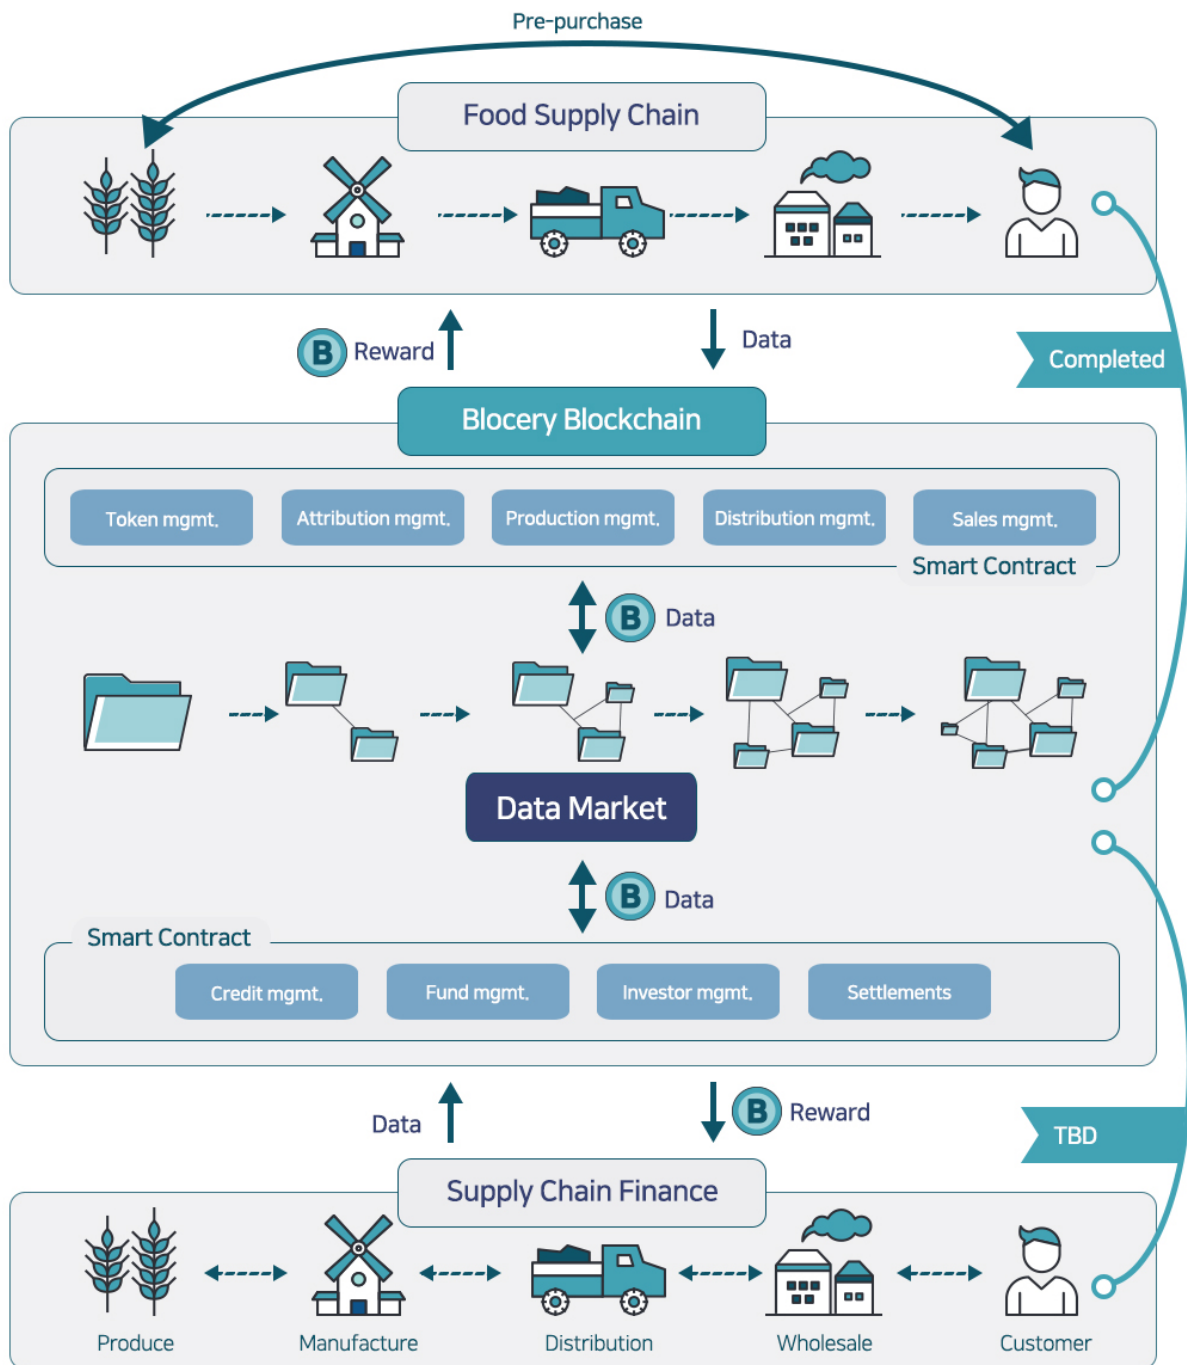 Pre-purchase
Food Supply Chain
B Reward
Data
Completed
Blocery Blockchain
Token mgmt.
Attribution mgmt.
Production mgmt.
Distribution mgmt.
Sales mgmt.
Smart Contract
B Data
Data Market
B Data
Smart Contract
Credit mgmt.
Fund mgmt.
Investor mgmt.
Settlements
Data
B Reward
TBD
Supply Chain Finance
Produce
Manufacture
Distribution
Wholesale
Customer